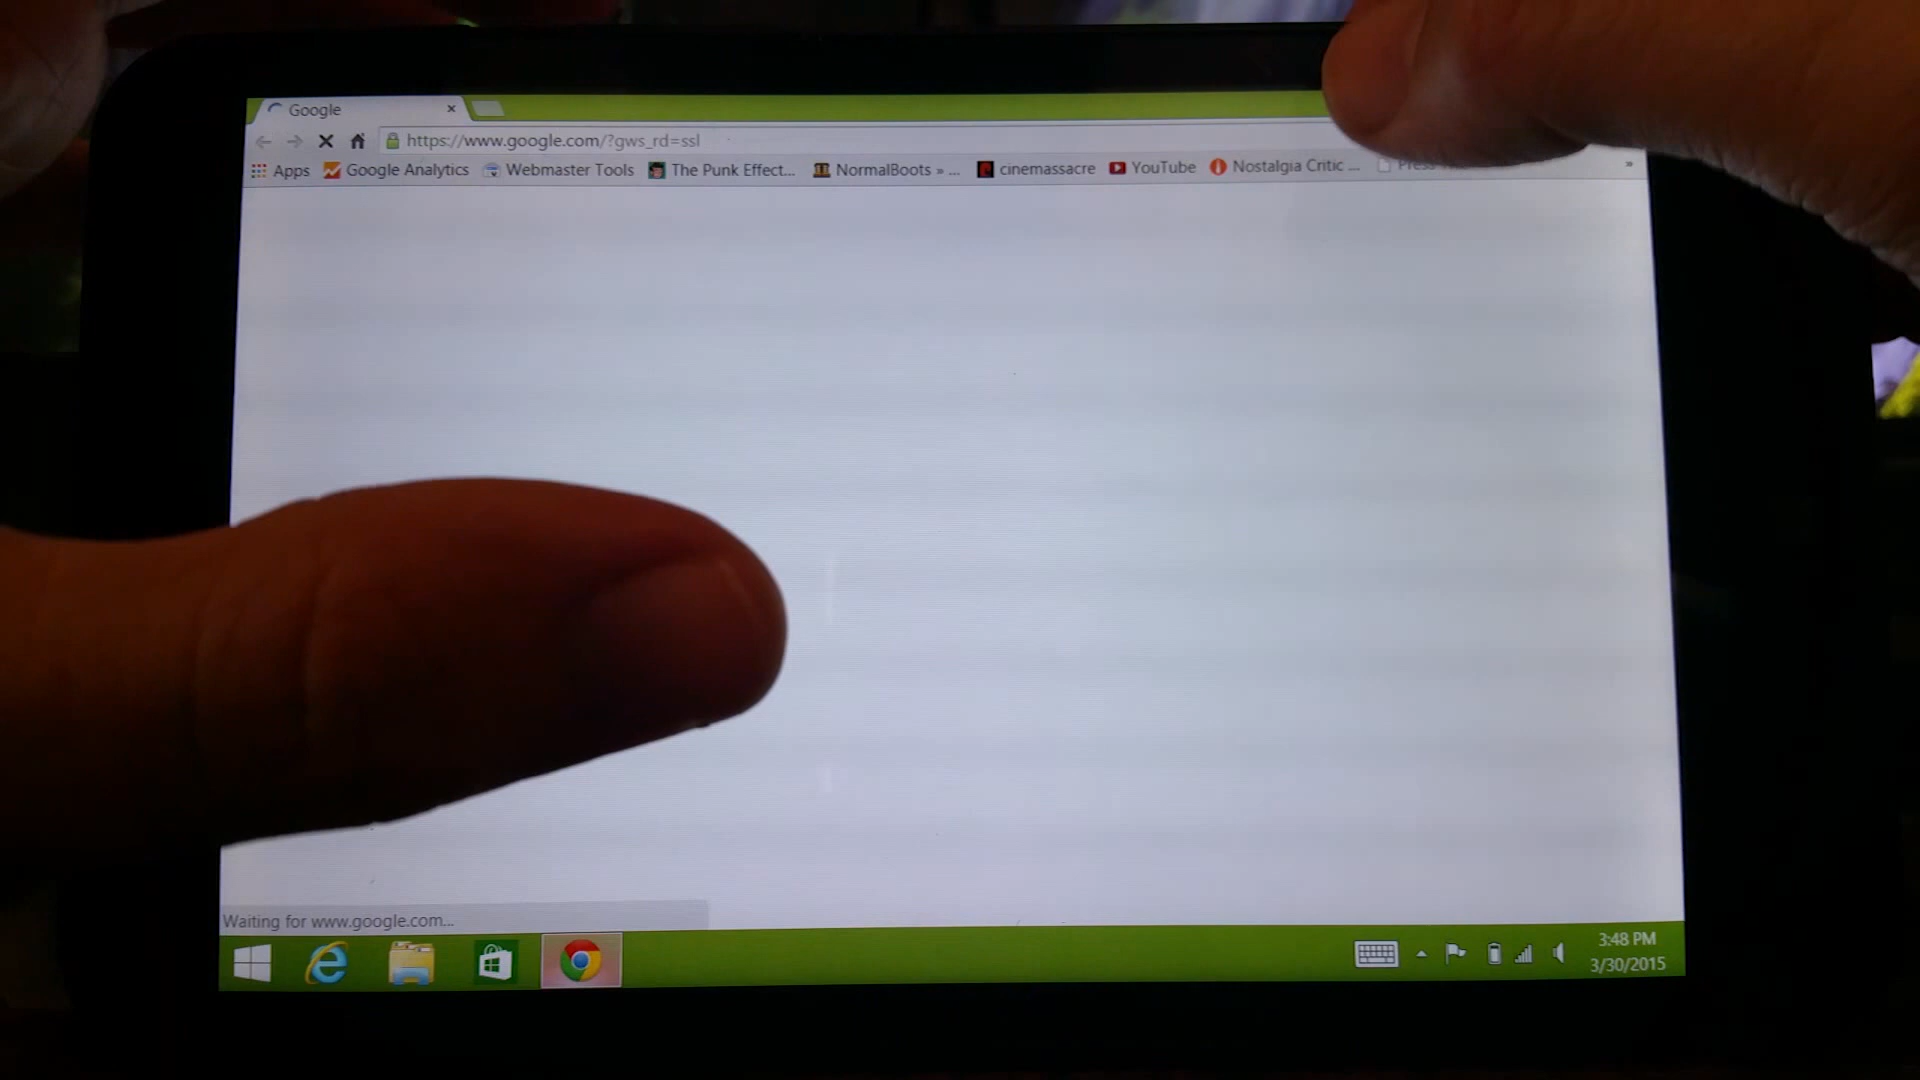 Google
https://www.google.com/?gws_rd=ssl
Apps Google Analytics Webmaster Tools The Punk Effect... NormalBoots » ... cinemassacre YouTube Nostalgia Critic ... Press »
Waiting for www.google.com...
3:48 PM
3/30/2015